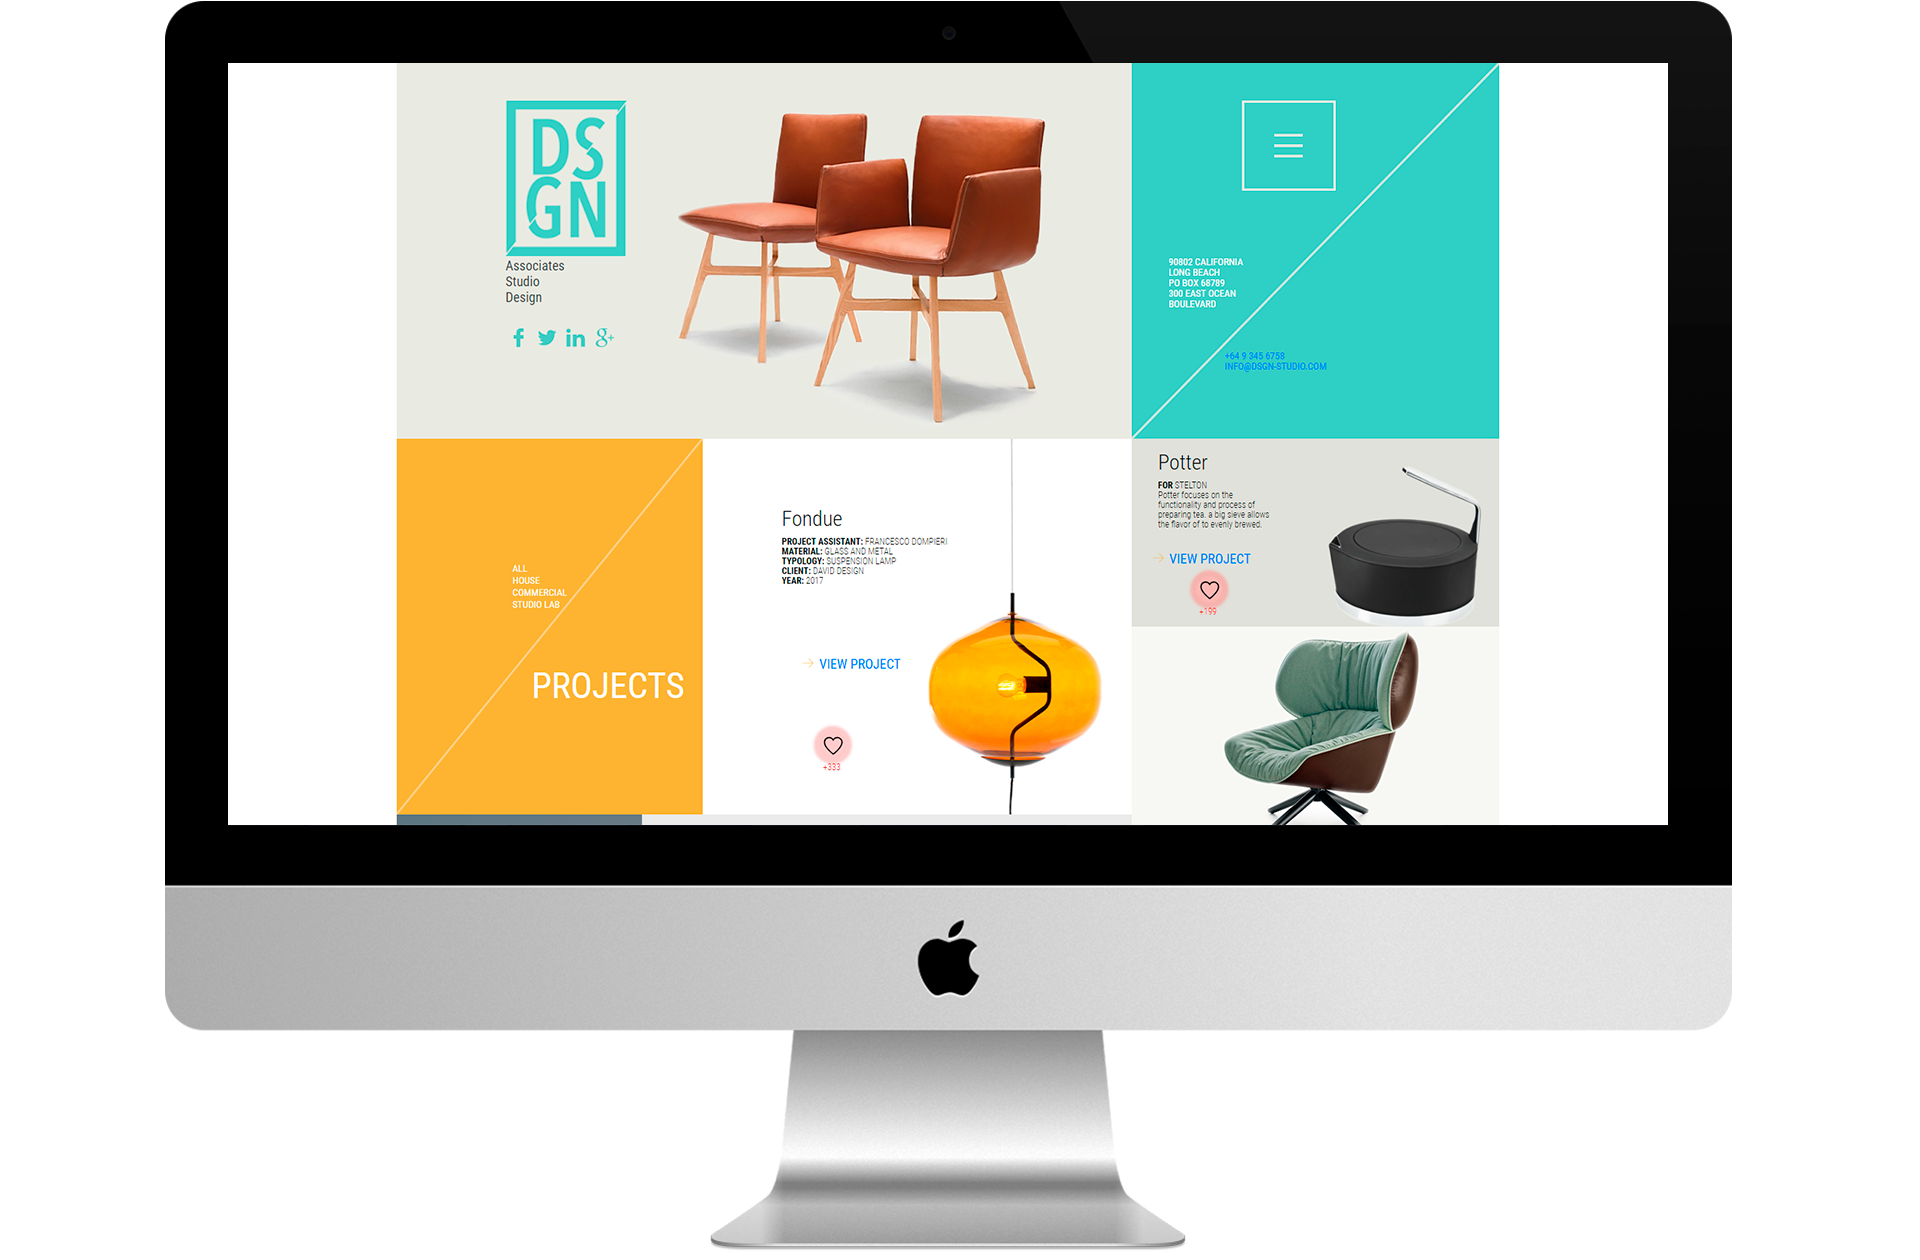 DS
GN
Associates
Studio
Design
f in g+
90802 CALIFORNIA
LONG BEACH
PO BOX 68789
300 EAST OCEAN
BOULEVARD
+64 9 345 6758
INFO@DSGN-STUDIO.COM
ALL
HOUSE
COMMERCIAL
STUDIO LAB
PROJECTS
Fondue
PROJECT ASSISTANT: FRANCESCO DOMPIERI
MATERIAL: GLASS AND METAL
TYPOLOGY: SUSPENSION LAMP
CLIENT: DAVID DESIGN
YEAR: 2017
VIEW PROJECT
+333
Potter
FOR STELTON
Potter focuses on the
functionality and process of
preparing tea. a big sieve allows
the flavor of to evenly brewed.
VIEW PROJECT
+199